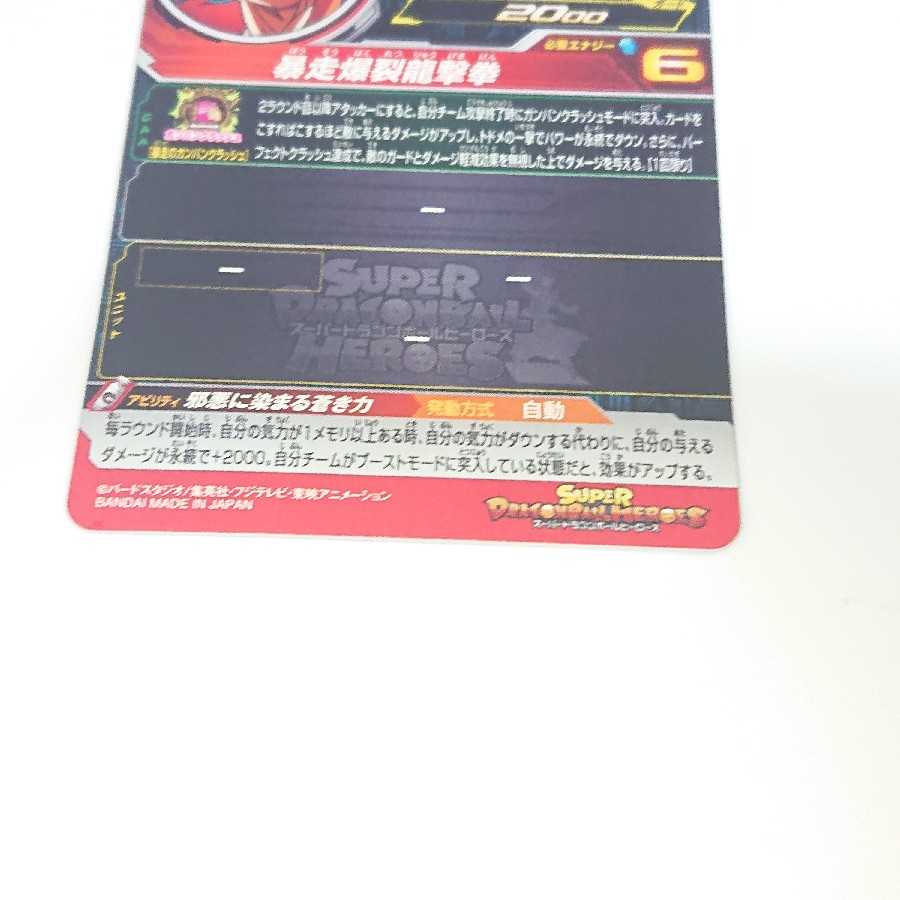 2000
必要エナジー
6
ぼう そう ばく れつ りゅう げき けん
暴走爆裂龍撃拳
CAA
「暴走のガンバンクラッシュ」
2ラウンド目以降アタッカーにすると、自分チーム攻撃終了時にガンバンクラッシュモードに突入。カードを
こすればこするほど敵に与えるダメージがアップし、トドメの一撃でパワーが永続でダウン。さらに、パー
フェクトクラッシュ達成で、敵のガードとダメージ軽減効果を無視した上でダメージを与える。[1回限り]
-
ユニット
-
-
-
SUPER
DRAGONBALL
スーパードラゴンボールヒーローズ
HEROES
アビリティ 邪悪に染まる蒼き力 発動方式 自動
毎ラウンド開始時、自分の気力が1メモリ以上ある時、自分の気力がダウンする代わりに、自分の与える
ダメージが永続で+2000。自分チームがブーストモードに突入している状態だと、効果がアップする。
©バードスタジオ/集英社・フジテレビ・東映アニメーション
BANDAI MADE IN JAPAN
SUPER
DRAGONBALL HEROES
スーパードラゴンボールヒーローズ